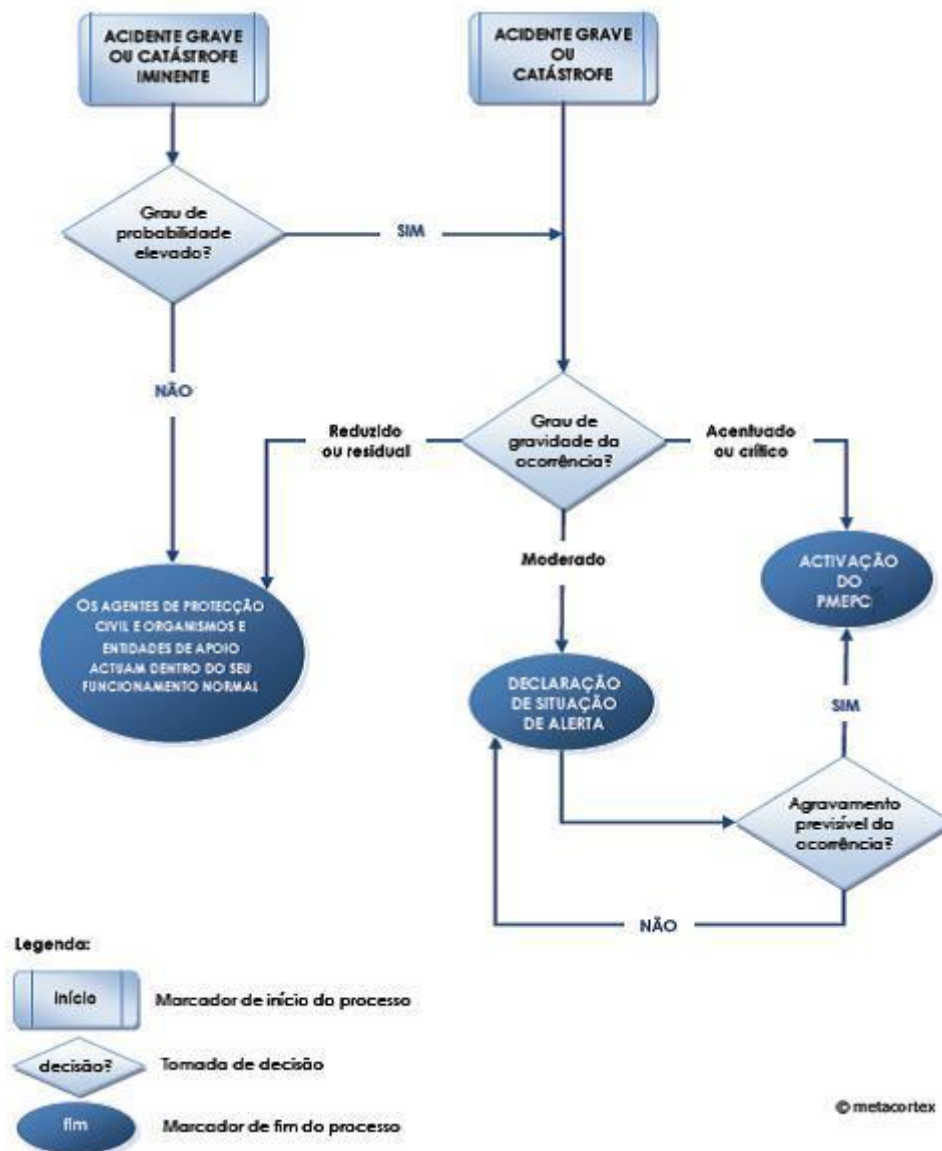 ACIDENTE GRAVE
OU CATÁSTROFE
IMINENTE
ACIDENTE GRAVE
OU
CATÁSTROFE
Grau de
probabilidade
elevado?
SIM
NÃO
Grau de
gravidade da
ocorrência?
Reduzido
ou residual
Acentuado
ou crítico
Moderado
OS AGENTES DE PROTECÇÃO
CIVIL E ORGANISMOS E
ENTIDADES DE APOIO
ACTUAM DENTRO DO SEU
FUNCIONAMENTO NORMAL
ACTIVAÇÃO
DO
PMEPC
DECLARAÇÃO
DE SITUAÇÃO
DE ALERTA
SIM
Agravamento
previsível da
ocorrência?
NÃO
Legenda:
início
Marcador de início do processo
decisão?
Tomada de decisão
fim
Marcador de fim do processo
© metacortex